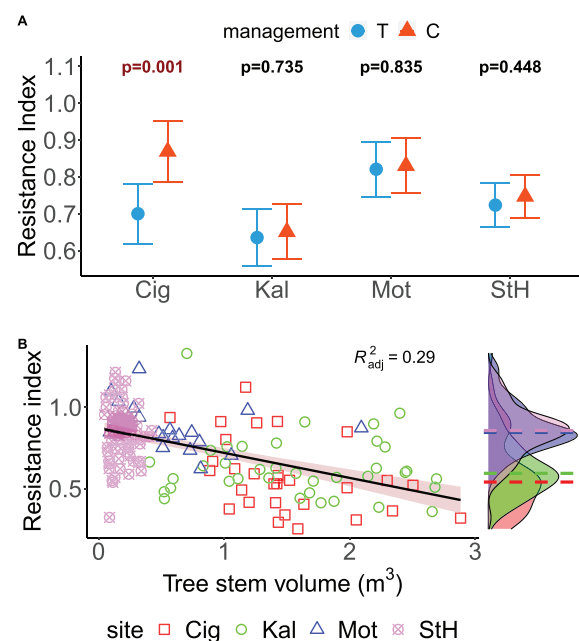 A
management T C
p=0.001 p=0.735 p=0.835 p=0.448
Resistance Index
1.1
1.0
0.9
0.8
0.7
0.6
Cig Kal Mot StH
B
R²adj = 0.29
Resistance index
1.0
0.5
0 1 2 3
Tree stem volume (m³)
site Cig Kal Mot StH